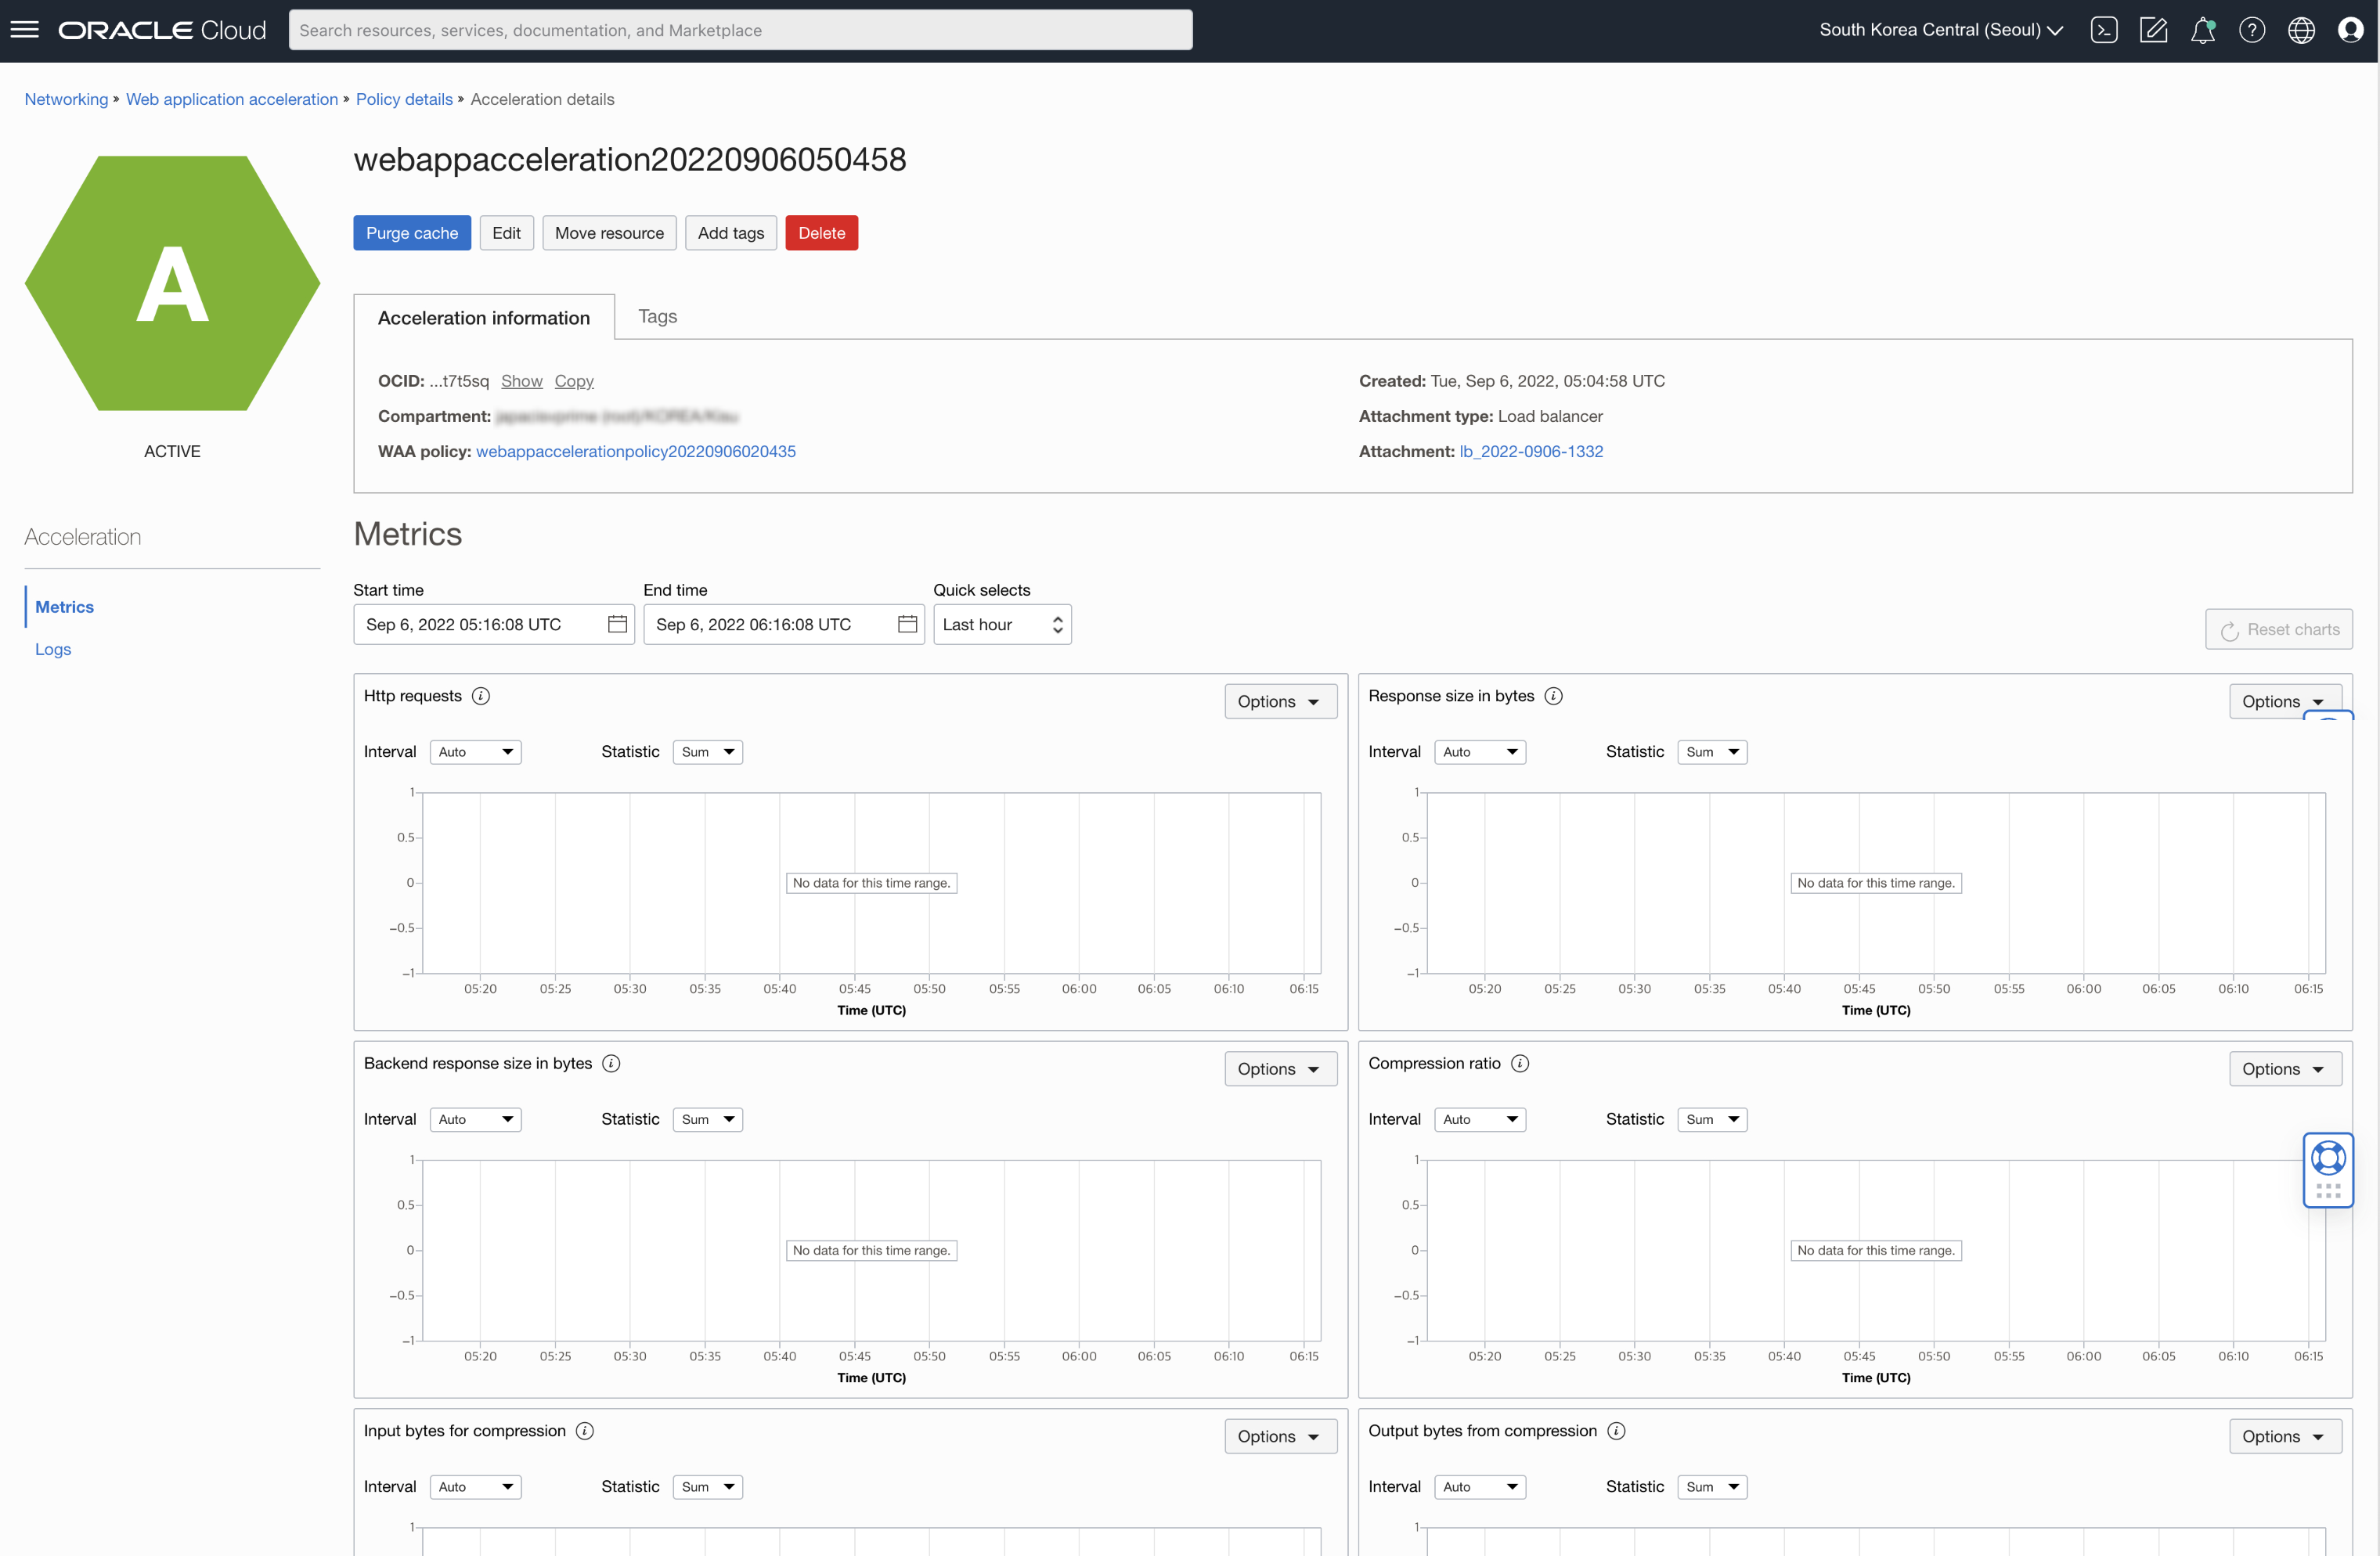 ORACLE Cloud
Search resources, services, documentation, and Marketplace
South Korea Central (Seoul)
Networking » Web application acceleration » Policy details » Acceleration details
A
ACTIVE
webappacceleration20220906050458
Purge cache Edit Move resource Add tags Delete
Acceleration information Tags
OCID: ...t7t5sq Show Copy
Compartment:
WAA policy: webappaccelerationpolicy20220906020435
Created: Tue, Sep 6, 2022, 05:04:58 UTC
Attachment type: Load balancer
Attachment: lb_2022-0906-1332
Acceleration
Metrics
Logs
Metrics
Start time End time Quick selects
Sep 6, 2022 05:16:08 UTC Sep 6, 2022 06:16:08 UTC Last hour
Reset charts
Http requests Options
Interval Auto Statistic Sum
1
0.5
0
−0.5
−1
No data for this time range.
05:20 05:25 05:30 05:35 05:40 05:45 05:50 05:55 06:00 06:05 06:10 06:15
Time (UTC)
Response size in bytes Options
Interval Auto Statistic Sum
1
0.5
0
−0.5
−1
No data for this time range.
05:20 05:25 05:30 05:35 05:40 05:45 05:50 05:55 06:00 06:05 06:10 06:15
Time (UTC)
Backend response size in bytes Options
Interval Auto Statistic Sum
1
0.5
0
−0.5
−1
No data for this time range.
05:20 05:25 05:30 05:35 05:40 05:45 05:50 05:55 06:00 06:05 06:10 06:15
Time (UTC)
Compression ratio Options
Interval Auto Statistic Sum
1
0.5
0
−0.5
−1
No data for this time range.
05:20 05:25 05:30 05:35 05:40 05:45 05:50 05:55 06:00 06:05 06:10 06:15
Time (UTC)
Input bytes for compression Options
Interval Auto Statistic Sum
1
Output bytes from compression Options
Interval Auto Statistic Sum
1